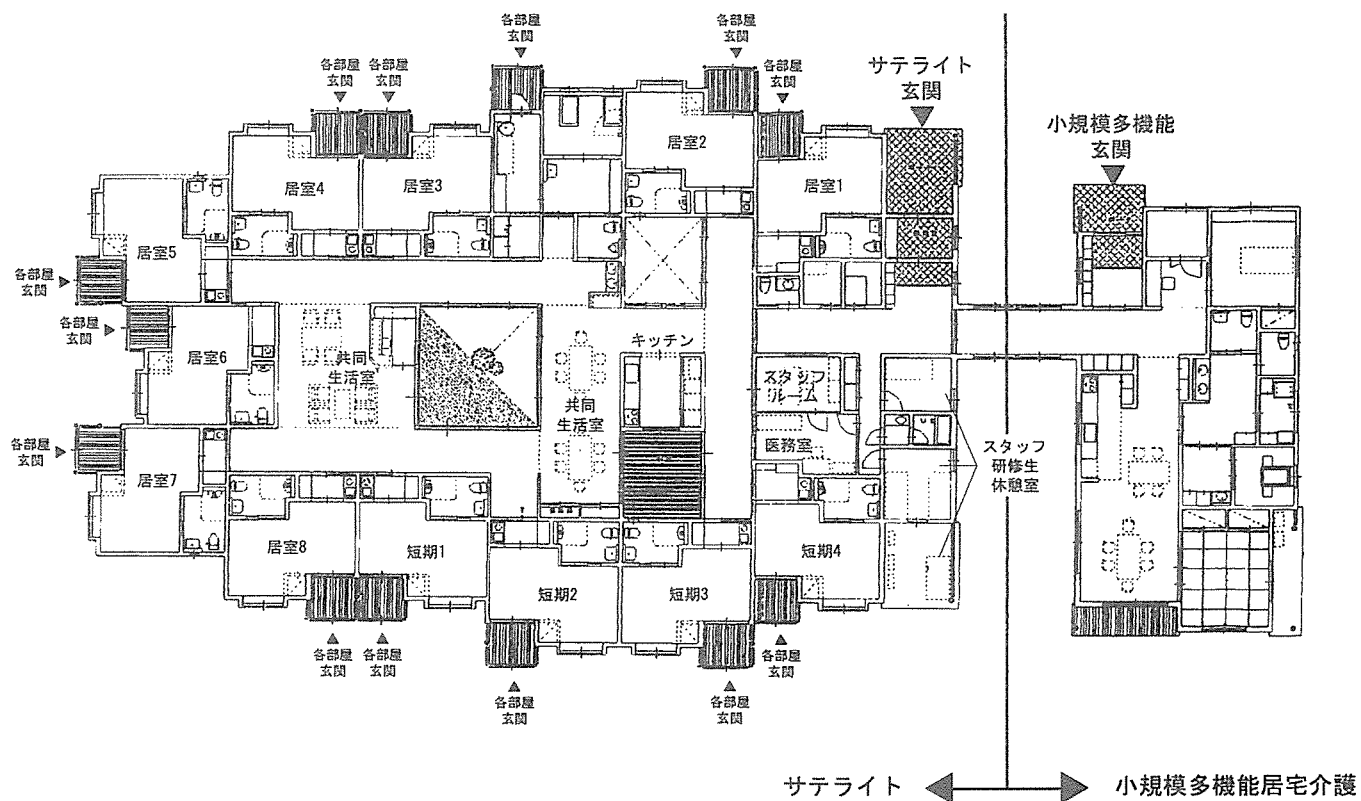 各部屋
玄関
各部屋
玄関
各部屋
玄関
各部屋
玄関
各部屋
玄関
サテライト
玄関
小規模多機能
玄関
居室4
居室3
居室2
居室1
居室5
各部屋
玄関
各部屋
玄関
居室6
共同
生活室
キッチン
共同
生活室
スタッフ
ルーム
医務室
スタッフ
研修生
休憩室
各部屋
玄関
居室7
居室8
短期1
短期2
短期3
短期4
各部屋
玄関
各部屋
玄関
各部屋
玄関
各部屋
玄関
各部屋
玄関
サテライト
小規模多機能居宅介護